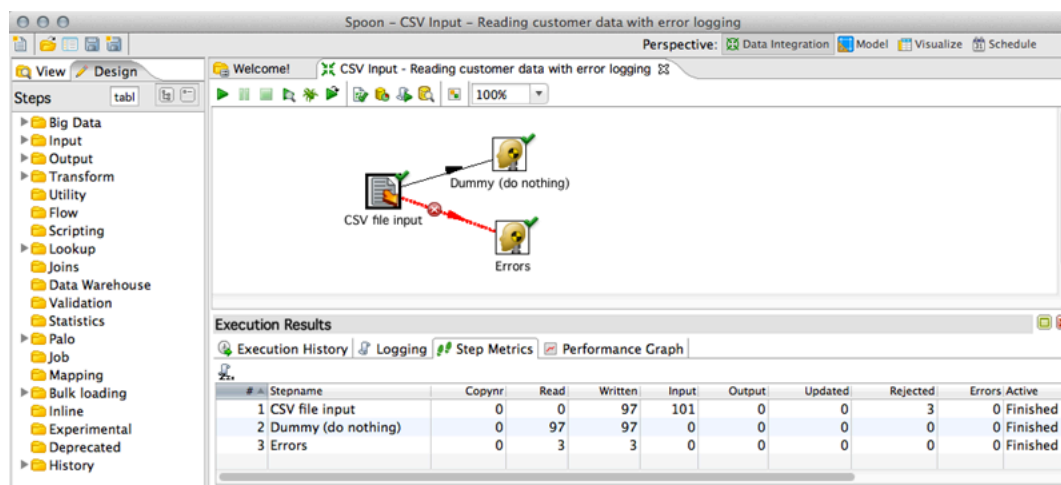 Spoon – CSV Input – Reading customer data with error logging
Perspective: Data Integration Model Visualize Schedule
View Design
Welcome! CSV Input - Reading customer data with error logging
Steps tabl
100%
Big Data
Input
Output
Transform
Utility
Flow
Scripting
Lookup
Joins
Data Warehouse
Validation
Statistics
Palo
Job
Mapping
Bulk loading
Inline
Experimental
Deprecated
History
Dummy (do nothing)
CSV file input
Errors
Execution Results
Execution History Logging Step Metrics Performance Graph
# Stepname Copynr Read Written Input Output Updated Rejected Errors Active
1 CSV file input 0 0 97 101 0 0 3 0 Finished
2 Dummy (do nothing) 0 97 97 0 0 0 0 0 Finished
3 Errors 0 3 3 0 0 0 0 0 Finished